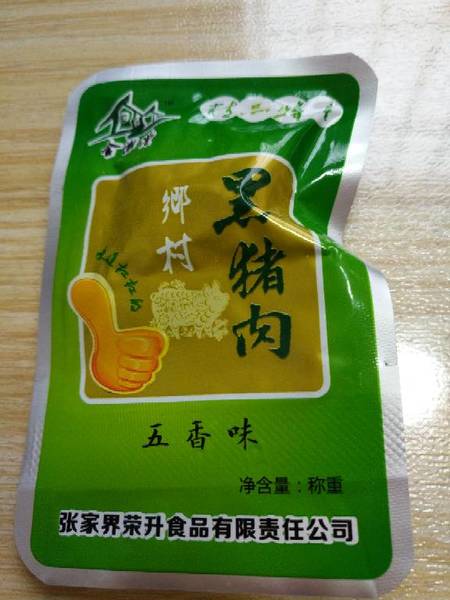 鄉村
黑猪肉
五香味
净含量：称重
张家界荣升食品有限责任公司